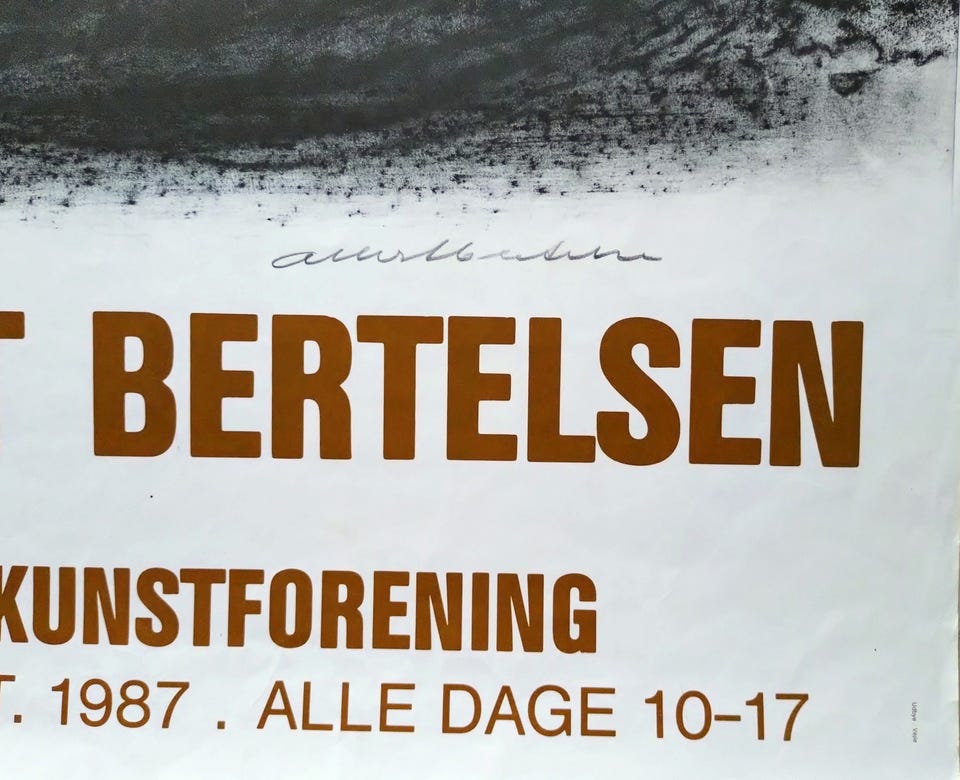 BERTELSEN
KUNSTFORENING
T. 1987 . ALLE DAGE 10-17